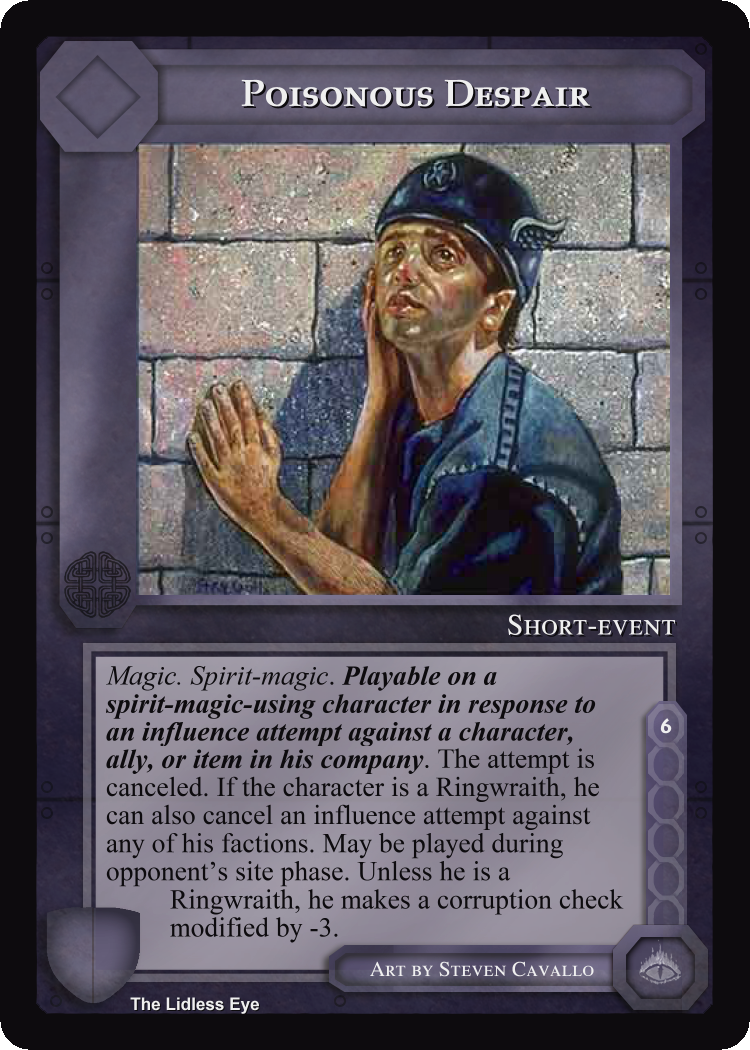 Poisonous Despair
Short-event
Magic. Spirit-magic. Playable on a
spirit-magic-using character in response to
an influence attempt against a character,
ally, or item in his company. The attempt is
canceled. If the character is a Ringwraith, he
can also cancel an influence attempt against
any of his factions. May be played during
opponent's site phase. Unless he is a
Ringwraith, he makes a corruption check
modified by -3.
6
Art by Steven Cavallo
The Lidless Eye